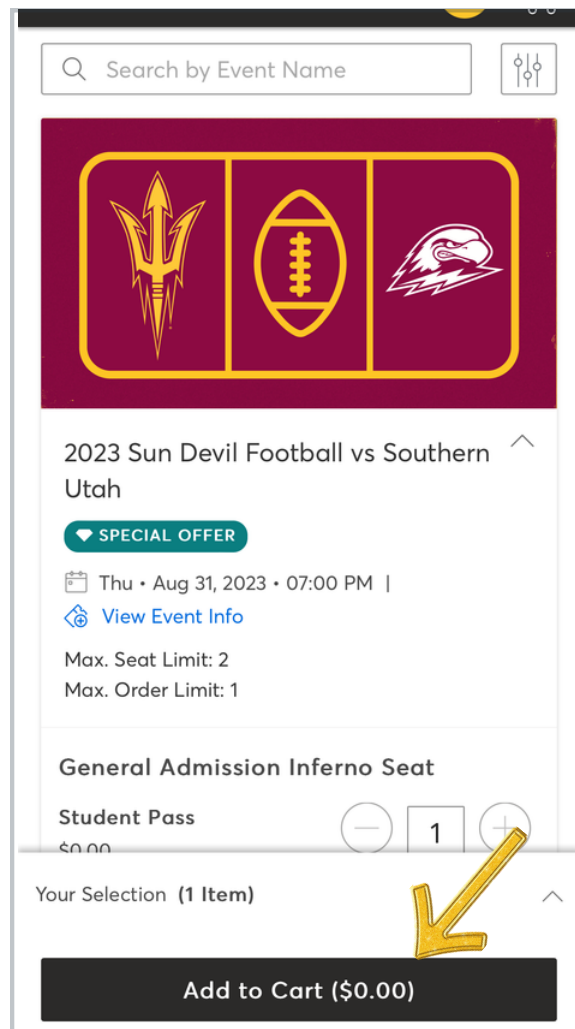 Search by Event Name
2023 Sun Devil Football vs Southern
Utah
SPECIAL OFFER
Thu • Aug 31, 2023 • 07:00 PM |
View Event Info
Max. Seat Limit: 2
Max. Order Limit: 1
General Admission Inferno Seat
Student Pass
1
$0.00
Your Selection (1 Item)
Add to Cart ($0.00)